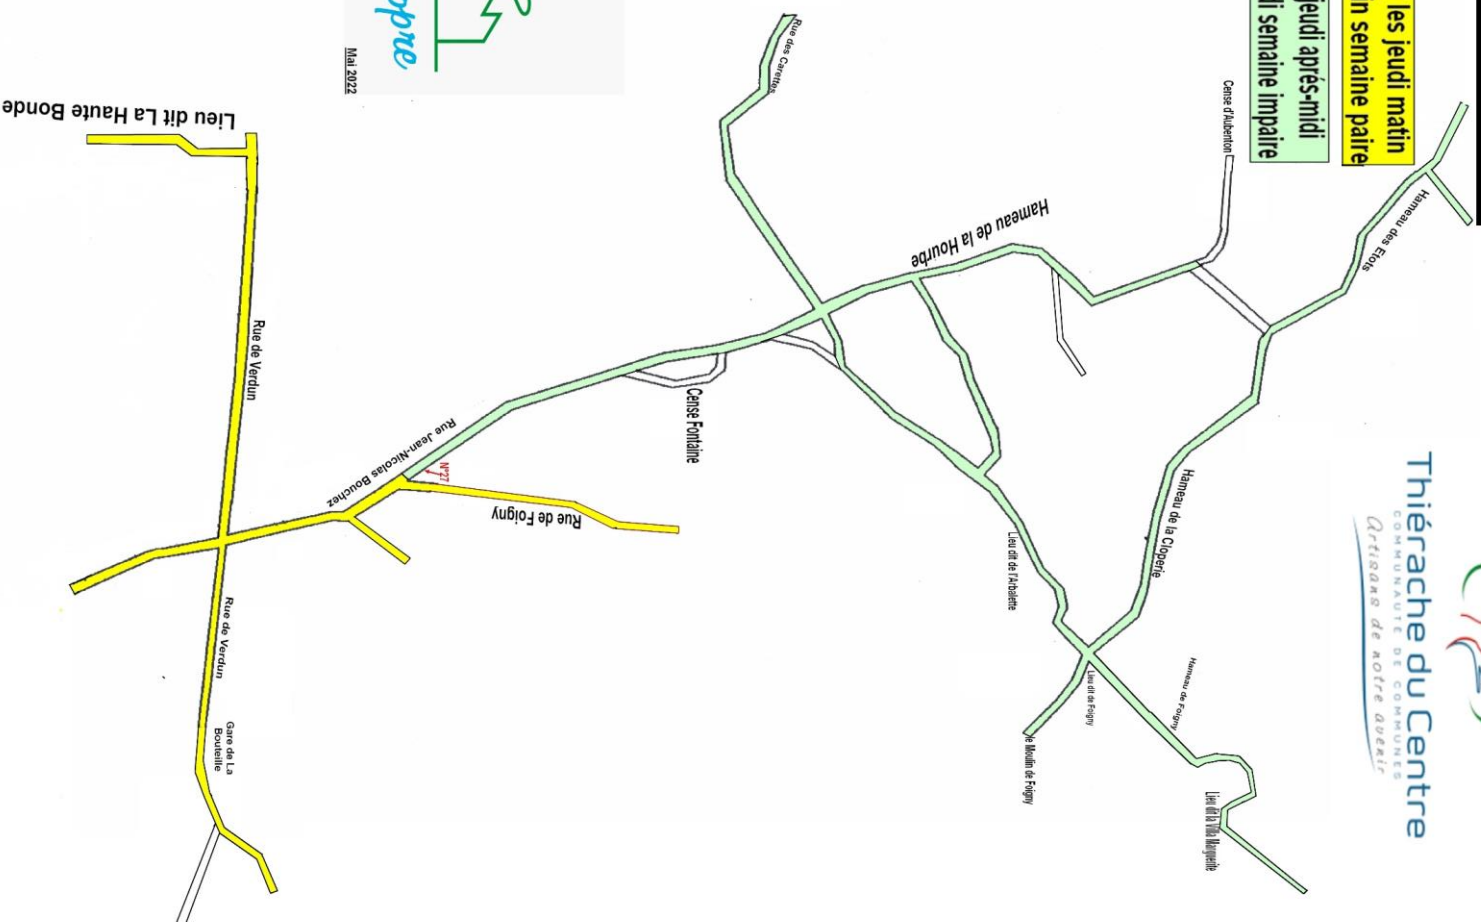 les jeudi matin
n semaine paire
jeudi aprés-midi
di semaine impaire
opre
Mai 2022
Thiérache du Centre
COMMUNAUTÉ DE COMMUNES
Artisans de notre avenir
Rue des Carettes
Cense d'Aubenton
Hameau des Etots
Hameau de la Hourbe
Lieu dit La Haute Bonde
Rue de Verdun
Cense Fontaine
Rue Jean-Nicolas Bouchez
N°27
Rue de Foigny
Hameau de la Cloperie
Lieu dit de l'Arbalette
Rue de Verdun
Gare de La
Bouteille
Lieu dit de Foigny
Hameau de Foigny
le Moulin de Foigny
Lieu dit la Villa Marguerite